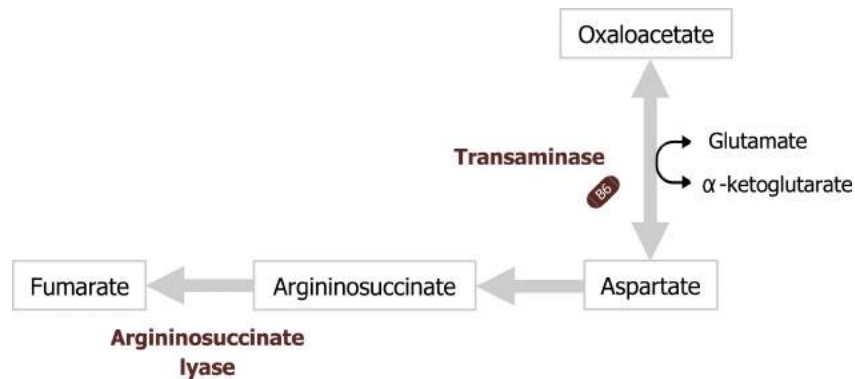 Oxaloacetate
Glutamate
Transaminase
B6
α-ketoglutarate
Fumarate
Argininosuccinate
Aspartate
Argininosuccinate
lyase